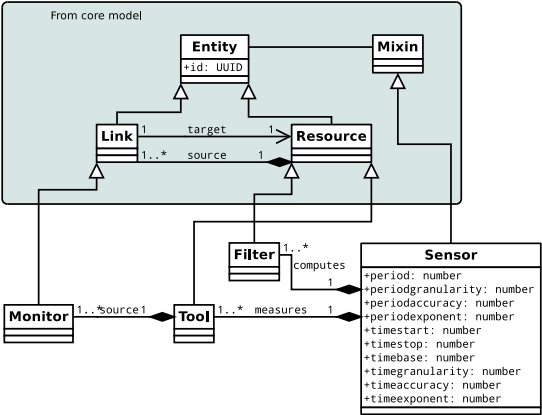 From core model
Entity
+id: UUID
Mixin
Link
1 target 1
1..* source 1
Resource
Filter
1..*
computes
1
Sensor
+period: number
+periodgranularity: number
+periodaccuracy: number
+periodexponent: number
+timestart: number
+timestop: number
+timebase: number
+timegranularity: number
+timeaccuracy: number
+timeexponent: number
Monitor
1..* source 1
Tool
1..* measures 1